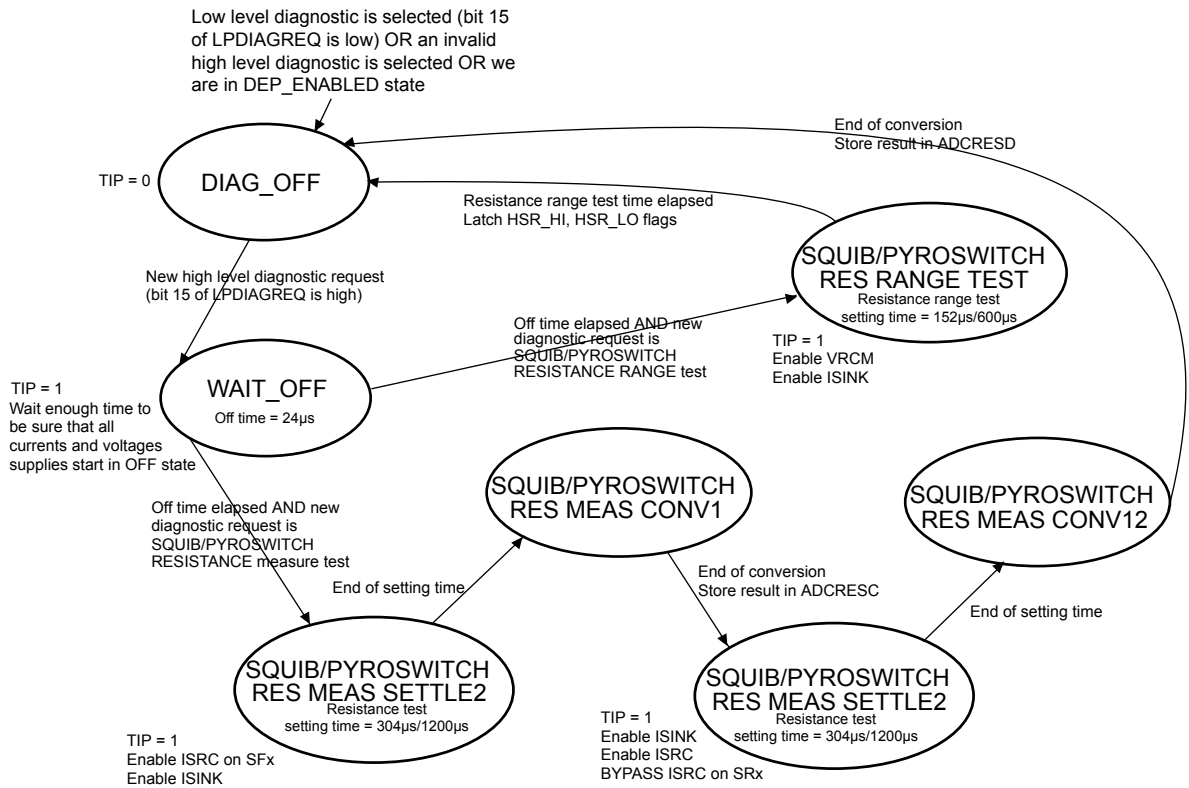 Low level diagnostic is selected (bit 15
of LPDIAGREQ is low) OR an invalid
high level diagnostic is selected OR we
are in DEP_ENABLED state
End of conversion
Store result in ADCRESD
TIP = 0
DIAG_OFF
Resistance range test time elapsed
Latch HSR_HI, HSR_LO flags
SQUIB/PYROSWITCH
RES RANGE TEST
Resistance range test
setting time = 152µs/600µs
New high level diagnostic request
(bit 15 of LPDIAGREQ is high)
Off time elapsed AND new
diagnostic request is
SQUIB/PYROSWITCH
RESISTANCE RANGE test
TIP = 1
Enable VRCM
Enable ISINK
TIP = 1
Wait enough time to
be sure that all
currents and voltages
supplies start in OFF state
WAIT_OFF
Off time = 24µs
SQUIB/PYROSWITCH
RES MEAS CONV1
SQUIB/PYROSWITCH
RES MEAS CONV12
Off time elapsed AND new
diagnostic request is
SQUIB/PYROSWITCH
RESISTANCE measure test
End of setting time
End of conversion
Store result in ADCRESC
End of setting time
SQUIB/PYROSWITCH
RES MEAS SETTLE2
Resistance test
setting time = 304µs/1200µs
TIP = 1
Enable ISRC on SFx
Enable ISINK
SQUIB/PYROSWITCH
RES MEAS SETTLE2
Resistance test
setting time = 304µs/1200µs
TIP = 1
Enable ISINK
Enable ISRC
BYPASS ISRC on SRx